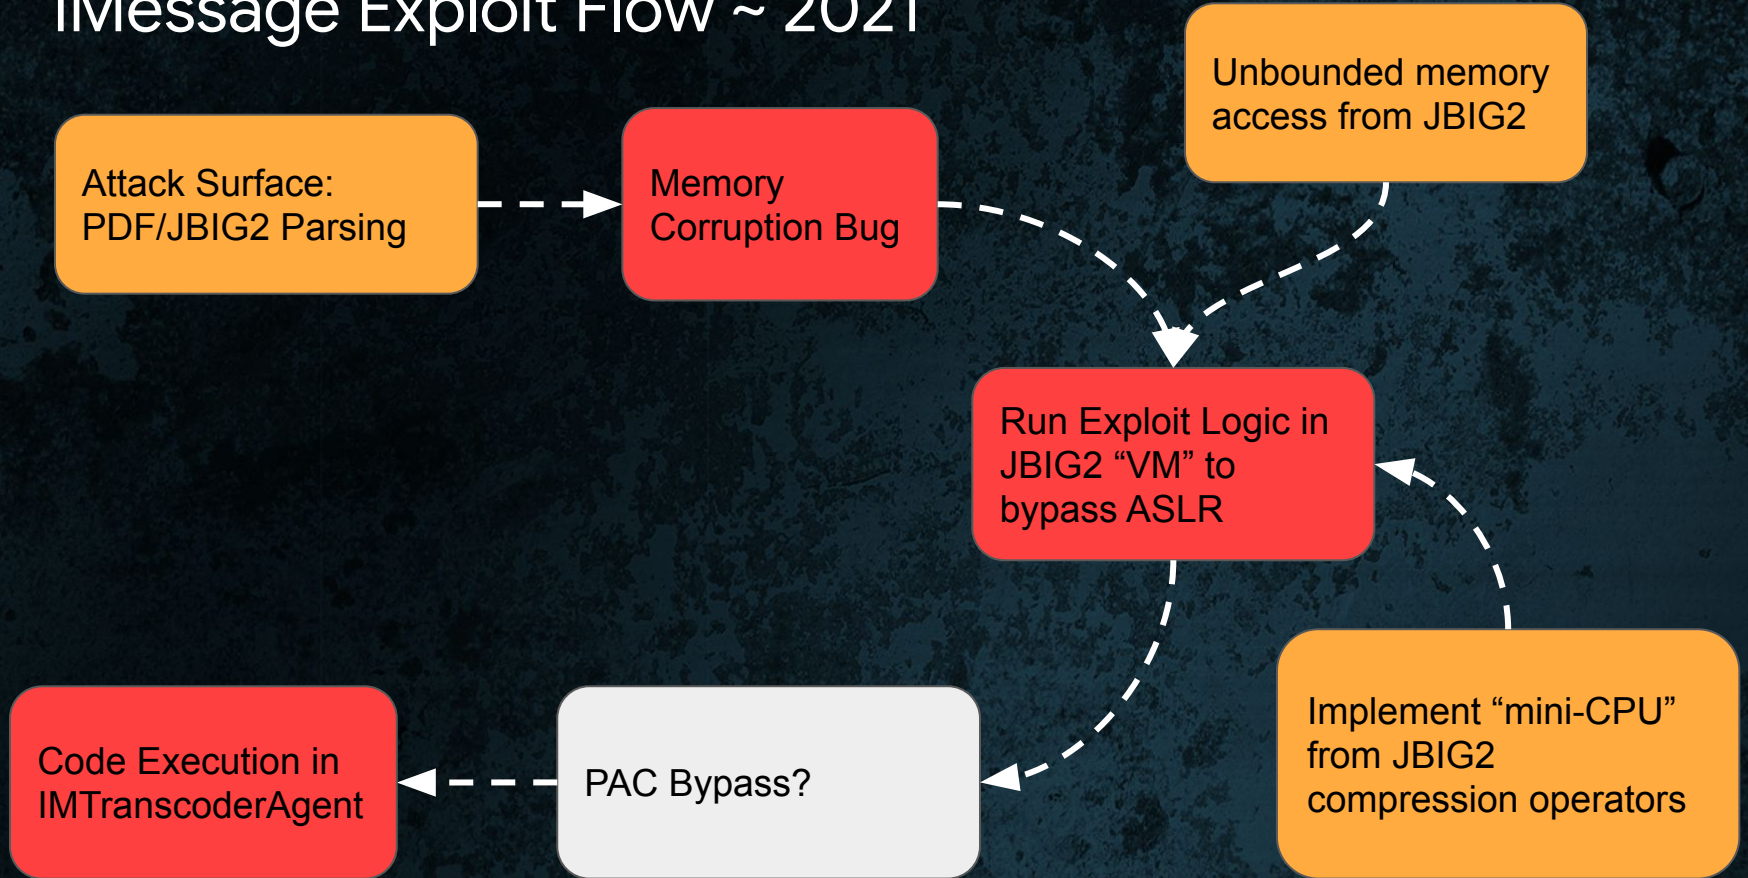 iMessage Exploit Flow ~ 2021
Unbounded memory
access from JBIG2
Attack Surface:
PDF/JBIG2 Parsing
Memory
Corruption Bug
Run Exploit Logic in
JBIG2 “VM” to
bypass ASLR
Implement “mini-CPU”
from JBIG2
compression operators
PAC Bypass?
Code Execution in
IMTranscoderAgent